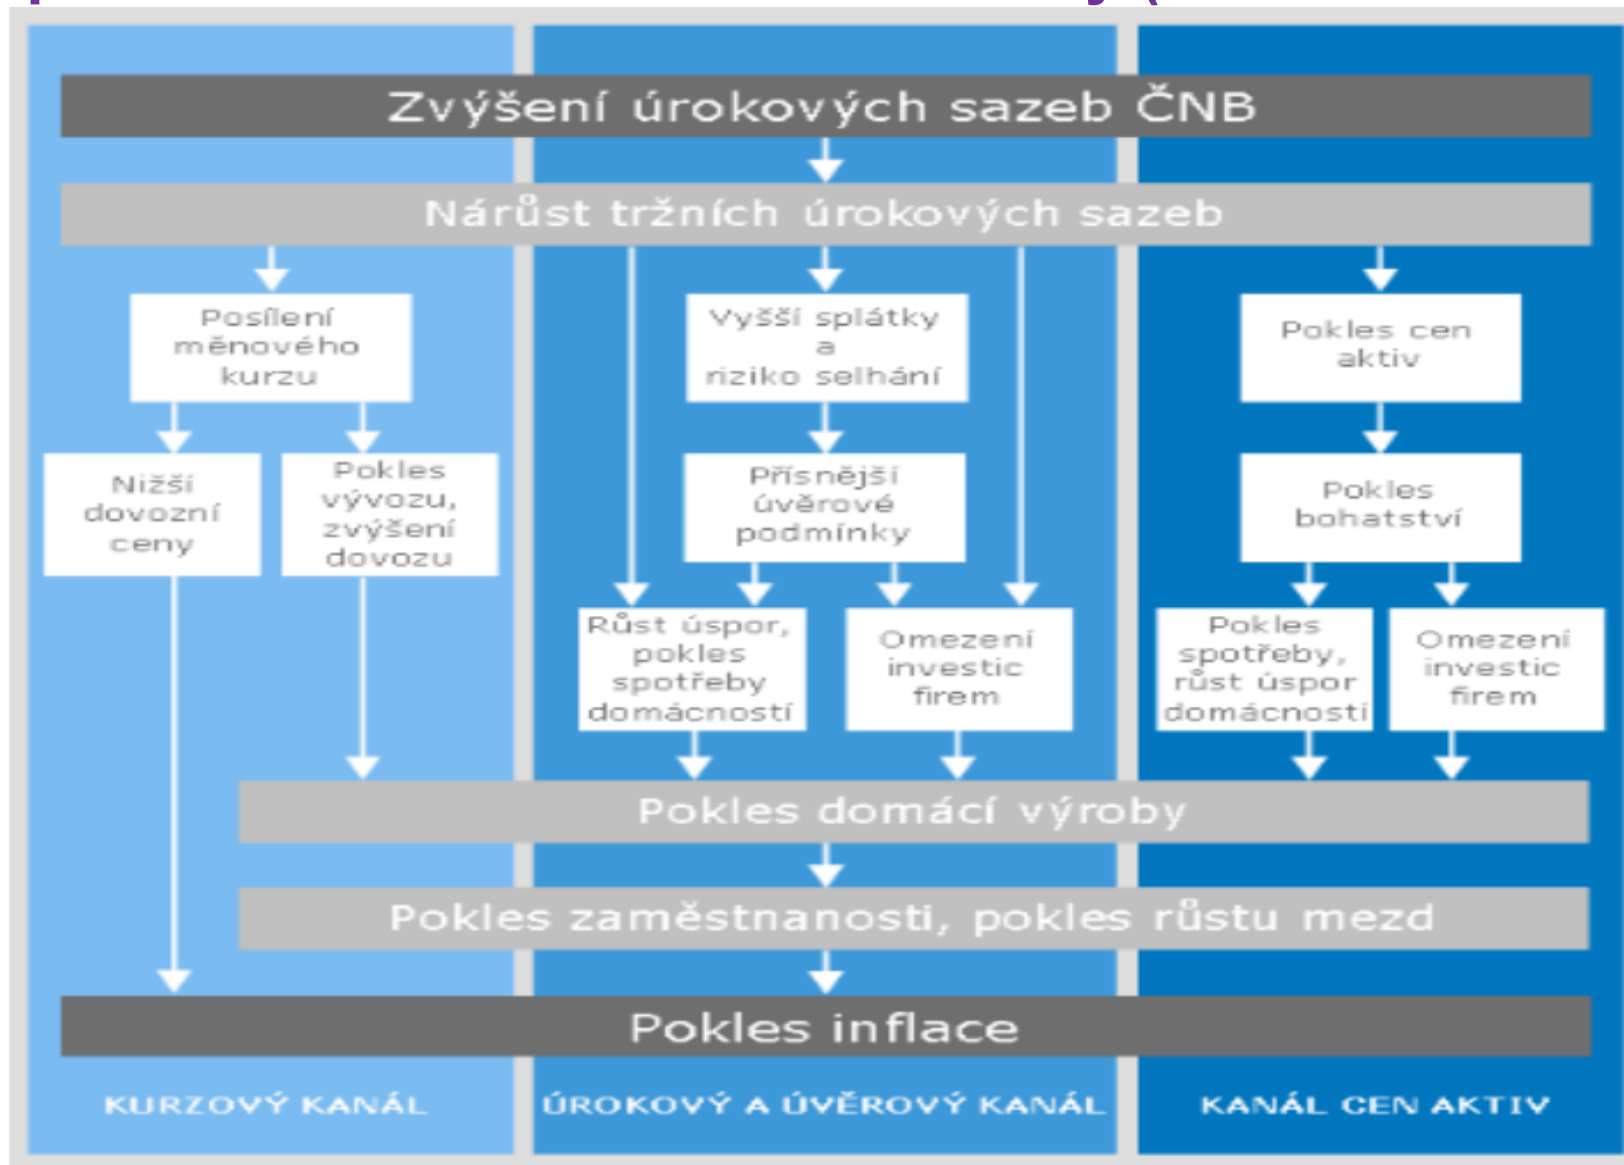 Zvýšení úrokových sazeb ČNB
Nárůst tržních úrokových sazeb
Posílení
měnového
kurzu
Vyšší splátky
a
riziko selhání
Pokles cen
aktiv
Nižší
dovozní
ceny
Pokles
vývozu,
zvýšení
dovozu
Přísnější
úvěrové
podmínky
Pokles
bohatství
Růst úspor,
pokles
spotřeby
domácností
Omezení
investic
firem
Pokles
spotřeby,
růst úspor
domácností
Omezení
investic
firem
Pokles domácí výroby
Pokles zaměstnanosti, pokles růstu mezd
Pokles inflace
KURZOVÝ KANÁL
ÚROKOVÝ A ÚVĚROVÝ KANÁL
KANÁL CEN AKTIV